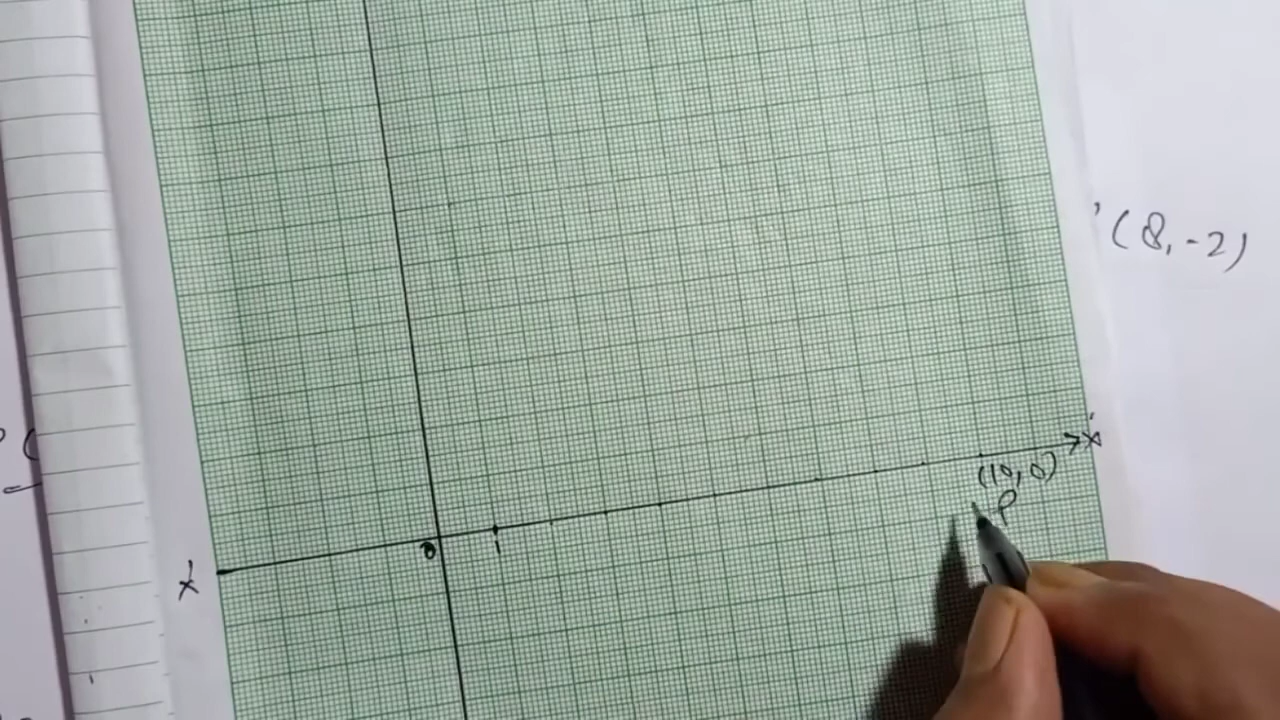 (8,-2)
X'
(10,0)
P
0
1
X'